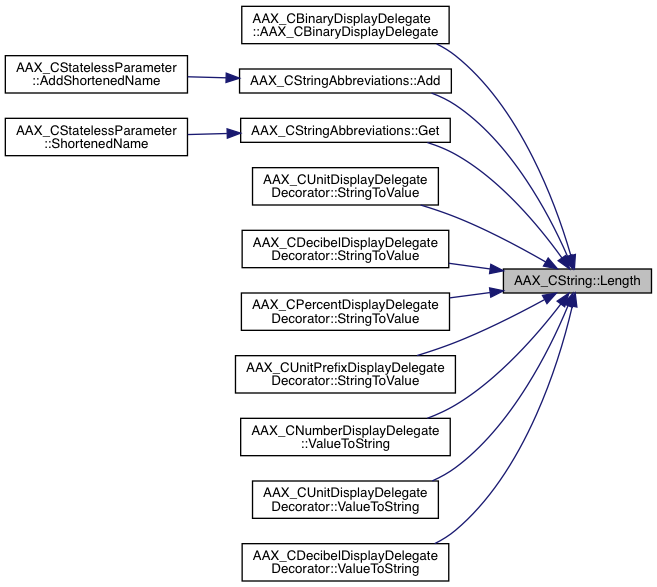 AAX_CBinaryDisplayDelegate
::AAX_CBinaryDisplayDelegate
AAX_CStatelessParameter
::AddShortenedName
AAX_CStringAbbreviations::Add
AAX_CStatelessParameter
::ShortenedName
AAX_CStringAbbreviations::Get
AAX_CUnitDisplayDelegate
Decorator::StringToValue
AAX_CDecibelDisplayDelegate
Decorator::StringToValue
AAX_CString::Length
AAX_CPercentDisplayDelegate
Decorator::StringToValue
AAX_CUnitPrefixDisplayDelegate
Decorator::StringToValue
AAX_CNumberDisplayDelegate
::ValueToString
AAX_CUnitDisplayDelegate
Decorator::ValueToString
AAX_CDecibelDisplayDelegate
Decorator::ValueToString